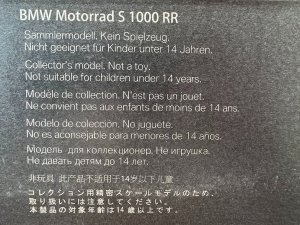 BMW Motorrad S 1000 RR
Sammlermodell. Kein Spielzeug.
Nicht geeignet für Kinder unter 14 Jahren.
Collector's model. Not a toy.
Not suitable for children under 14 years.
Modèle de collection. N'est pas un jouet.
Ne convient pas aux enfants de moins de 14 ans.
Modelo de colección. No juguete.
No es aconsejable para menores de 14 años.
Модель для коллекционер. Не игрушка.
Не давать детям до 14 лет.
非玩具 此产品不适用于14岁以下儿童
コレクション用精密スケールモデルのため、
取り扱いには注意してください。
本製品の対象年齢は14歳以上です。